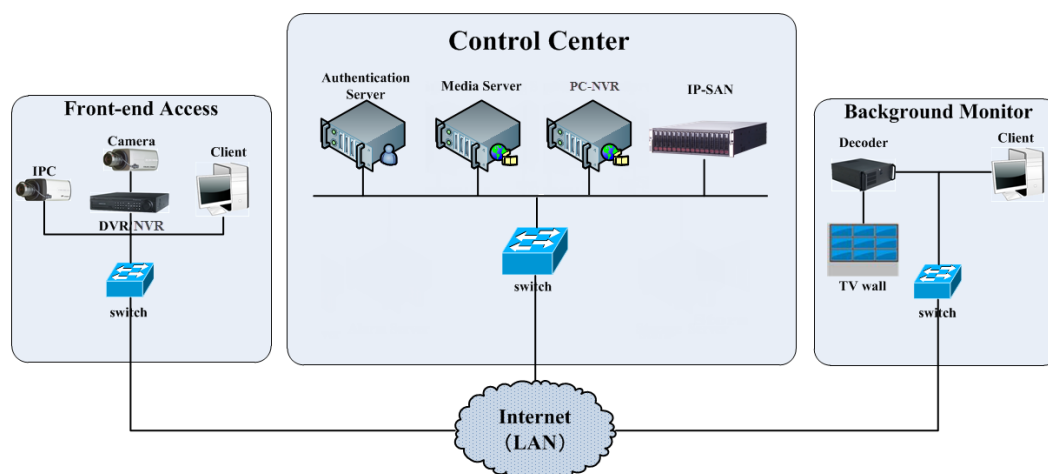 Control Center
Authentication
Server
Media Server
PC-NVR
IP-SAN
switch
Front-end Access
Camera
Client
IPC
DVR/NVR
switch
Background Monitor
Decoder
Client
TV wall
switch
Internet
（LAN）